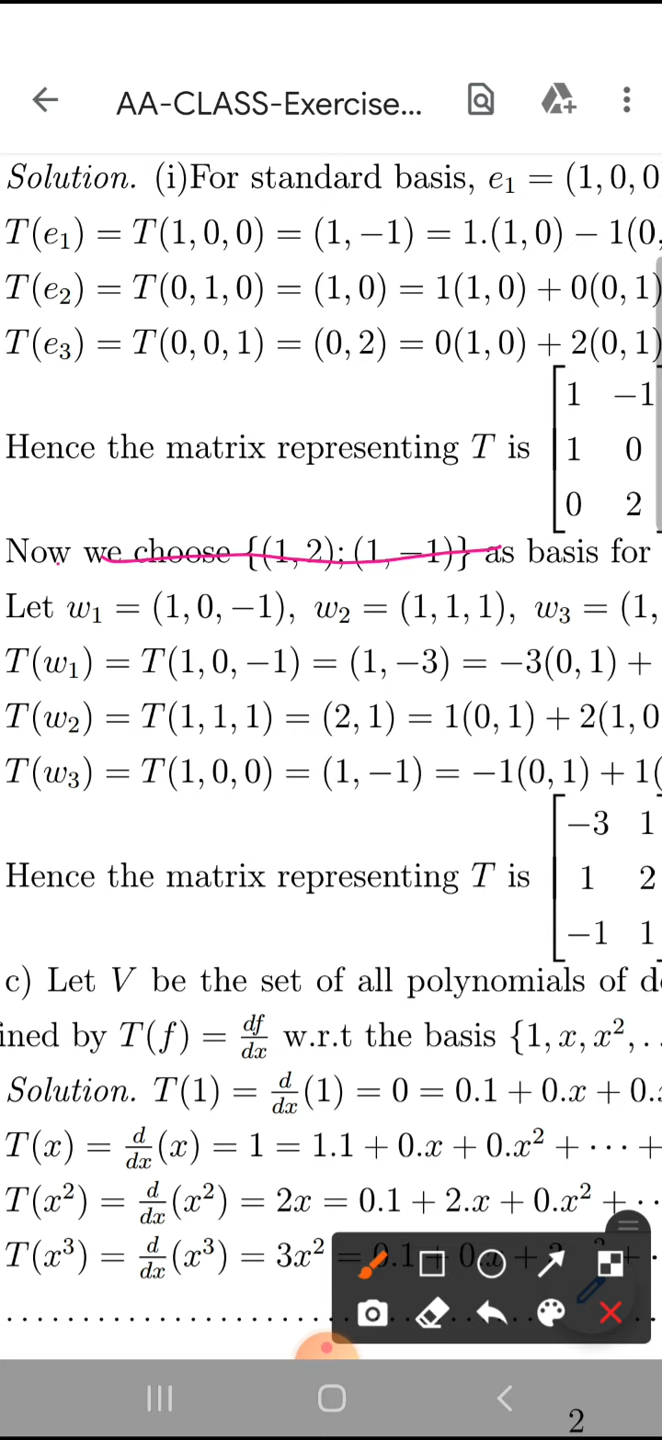 AA-CLASS-Exercise...
Solution. (i)For standard basis, e₁ = (1, 0, 0
T(e₁) = T(1, 0, 0) = (1, −1) = 1.(1, 0) − 1(0,
T(e₂) = T(0, 1, 0) = (1, 0) = 1(1, 0) + 0(0, 1)
T(e₃) = T(0, 0, 1) = (0, 2) = 0(1, 0) + 2(0, 1)
1 −1
Hence the matrix representing T is 1 0
0 2
Now we choose {(1, 2); (1, −1)} as basis for
Let w₁ = (1, 0, −1), w₂ = (1, 1, 1), w₃ = (1,
T(w₁) = T(1, 0, −1) = (1, −3) = −3(0, 1) +
T(w₂) = T(1, 1, 1) = (2, 1) = 1(0, 1) + 2(1, 0
T(w₃) = T(1, 0, 0) = (1, −1) = −1(0, 1) + 1(
−3 1
Hence the matrix representing T is 1 2
−1 1
c) Let V be the set of all polynomials of d
ined by T(f) = df/dx w.r.t the basis {1, x, x², . .
Solution. T(1) = d/dx(1) = 0 = 0.1 + 0.x + 0.
T(x) = d/dx(x) = 1 = 1.1 + 0.x + 0.x² + · · · +
T(x²) = d/dx(x²) = 2x = 0.1 + 2.x + 0.x² + · ·
T(x³) = d/dx(x³) = 3x²
2